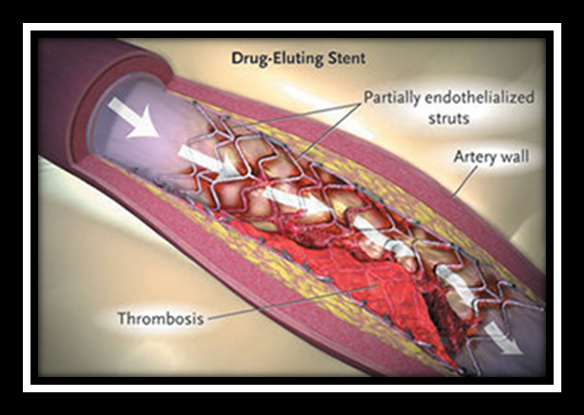 Drug-Eluting Stent
Partially endothelialized
struts
Artery wall
Thrombosis